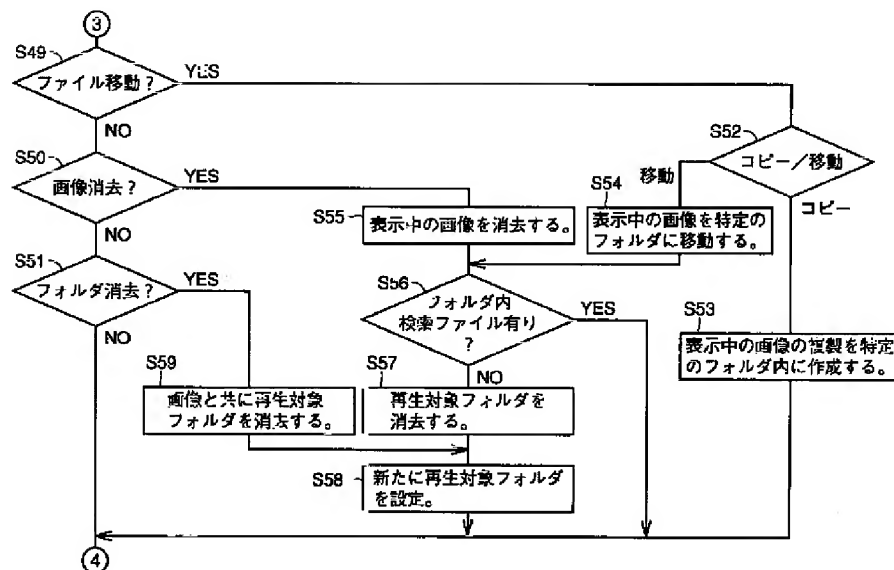 3
S49
ファイル移動？
YES
NO
S52
コピー／移動
移動
コピー
S50
画像消去？
YES
NO
S54
表示中の画像を特定の
フォルダに移動する。
S55
表示中の画像を消去する。
S51
フォルダ消去？
YES
NO
S56
フォルダ内
検索ファイル有り
？
YES
NO
S53
表示中の画像の複製を特定
のフォルダ内に作成する。
S59
画像と共に再生対象
フォルダを消去する。
S57
再生対象フォルダを
消去する。
S58
新たに再生対象フォルダ
を設定。
4